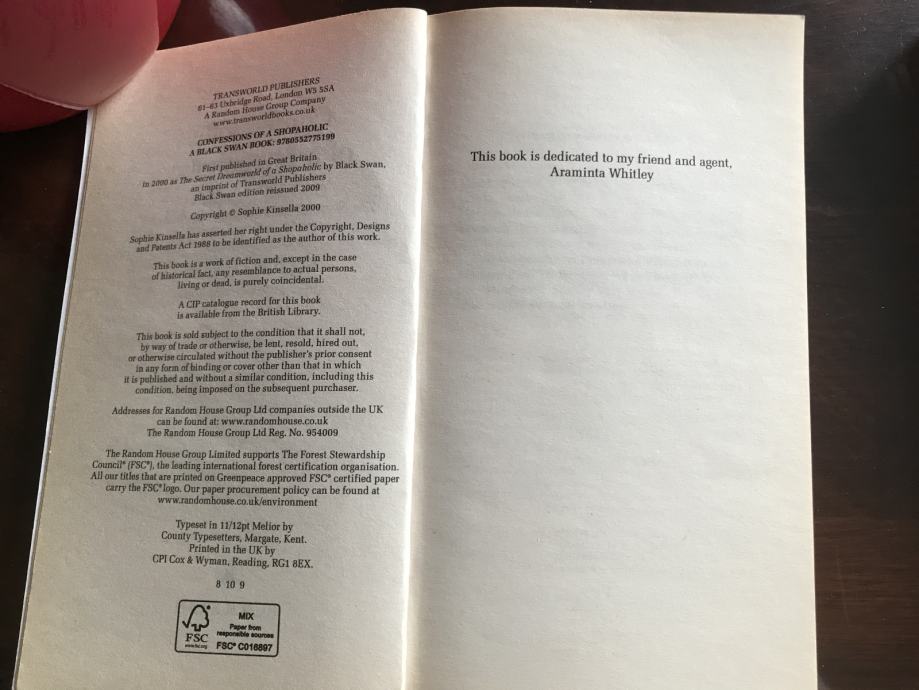 TRANSWORLD PUBLISHERS
61–63 Uxbridge Road, London W5 5SA
A Random House Group Company
www.transworldbooks.co.uk
CONFESSIONS OF A SHOPAHOLIC
A BLACK SWAN BOOK: 9780552775199
First published in Great Britain
in 2000 as The Secret Dreamworld of a Shopaholic by Black Swan,
an imprint of Transworld Publishers
Black Swan edition reissued 2009
Copyright © Sophie Kinsella 2000
Sophie Kinsella has asserted her right under the Copyright, Designs
and Patents Act 1988 to be identified as the author of this work.
This book is a work of fiction and, except in the case
of historical fact, any resemblance to actual persons,
living or dead, is purely coincidental.
A CIP catalogue record for this book
is available from the British Library.
This book is sold subject to the condition that it shall not,
by way of trade or otherwise, be lent, resold, hired out,
or otherwise circulated without the publisher's prior consent
in any form of binding or cover other than that in which
it is published and without a similar condition, including this
condition, being imposed on the subsequent purchaser.
Addresses for Random House Group Ltd companies outside the UK
can be found at: www.randomhouse.co.uk
The Random House Group Ltd Reg. No. 954009
The Random House Group Limited supports The Forest Stewardship
Council® (FSC®), the leading international forest certification organisation.
All our titles that are printed on Greenpeace approved FSC® certified paper
carry the FSC® logo. Our paper procurement policy can be found at
www.randomhouse.co.uk/environment
Typeset in 11/12pt Melior by
County Typesetters, Margate, Kent.
Printed in the UK by
CPI Cox & Wyman, Reading, RG1 8EX.
8 10 9
FSC
www.fsc.org
MIX
Paper from
responsible sources
FSC® C016897
This book is dedicated to my friend and agent,
Araminta Whitley